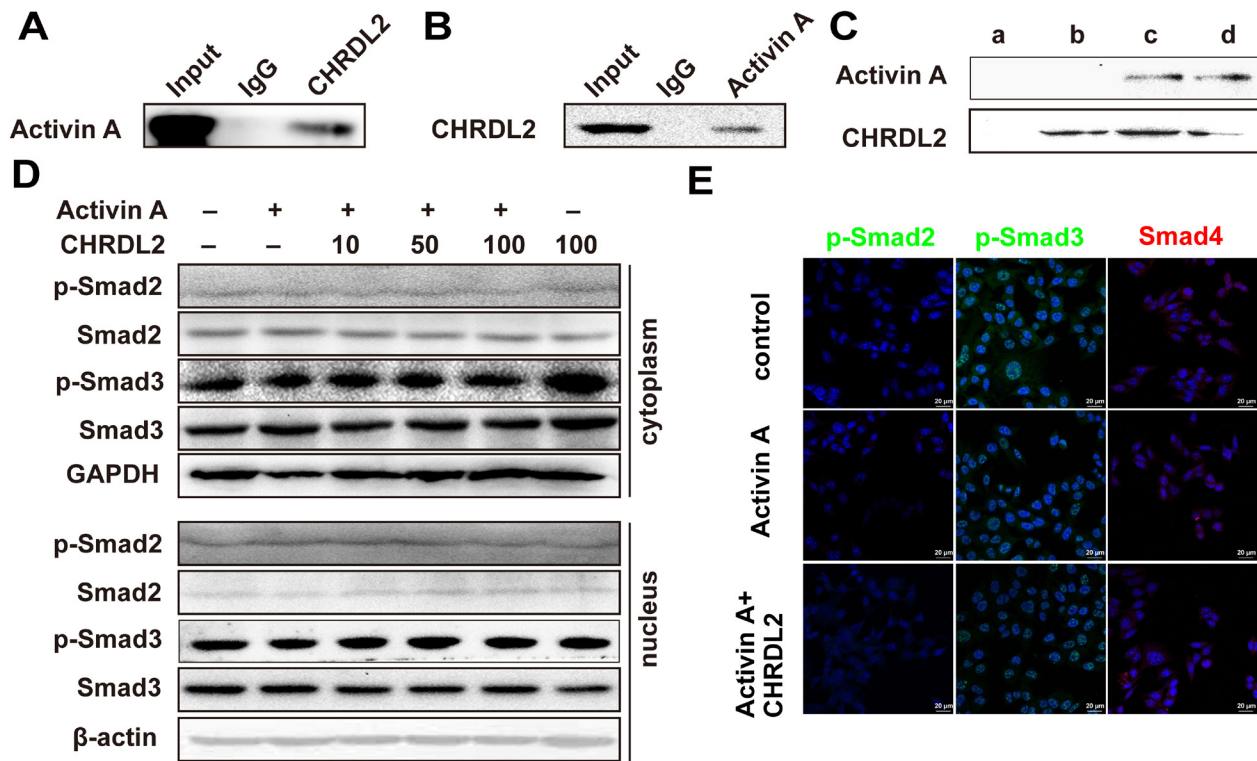 A
Input IgG CHRDL2
Activin A
B
Input IgG Activin A
CHRDL2
C
a b c d
Activin A
CHRDL2
D
Activin A – + + + + –
CHRDL2 – – 10 50 100 100
p-Smad2
Smad2
p-Smad3
Smad3
GAPDH
cytoplasm
p-Smad2
Smad2
p-Smad3
Smad3
β-actin
nucleus
E
p-Smad2 p-Smad3 Smad4
control
20 μm 20 μm 20 μm
Activin A
20 μm 20 μm 20 μm
Activin A+
CHRDL2
20 μm 20 μm 20 μm